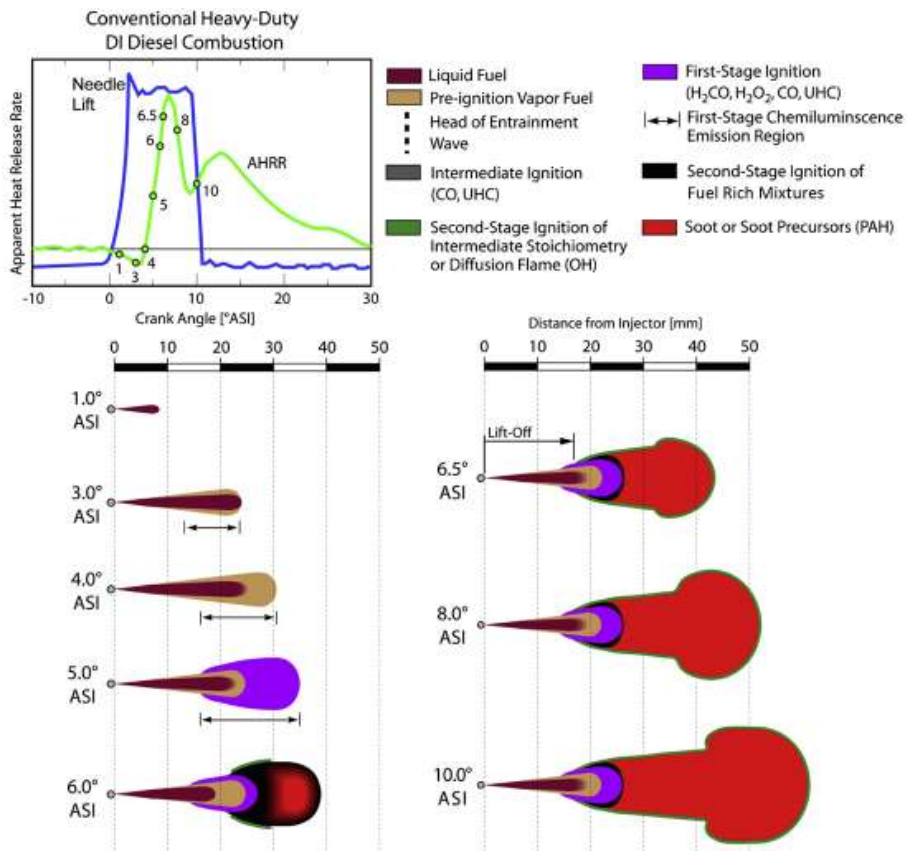 Conventional Heavy-Duty
DI Diesel Combustion
Needle
Lift
6.5
8
6
AHRR
10
5
1
4
3
Apparent Heat Release Rate
-10
0
10
20
30
Crank Angle [°ASI]
Liquid Fuel
Pre-ignition Vapor Fuel
Head of Entrainment
Wave
Intermediate Ignition
(CO, UHC)
Second-Stage Ignition of
Intermediate Stoichiometry
or Diffusion Flame (OH)
First-Stage Ignition
(H₂CO, H₂O₂, CO, UHC)
First-Stage Chemiluminscence
Emission Region
Second-Stage Ignition of
Fuel Rich Mixtures
Soot or Soot Precursors (PAH)
0 10 20 30 40 50
1.0°
ASI
3.0°
ASI
4.0°
ASI
5.0°
ASI
6.0°
ASI
Distance from Injector [mm]
0 10 20 30 40 50
Lift-Off
6.5°
ASI
8.0°
ASI
10.0°
ASI